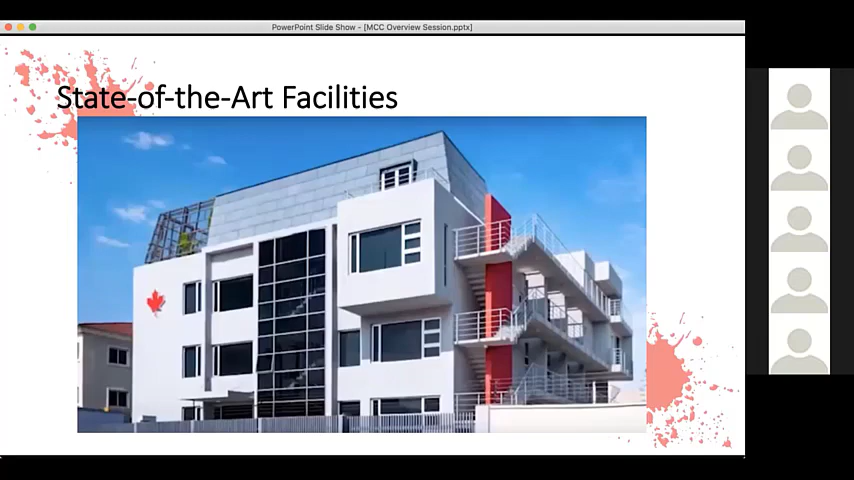 PowerPoint Slide Show - [MCC Overview Session.pptx]
State-of-the-Art Facilities